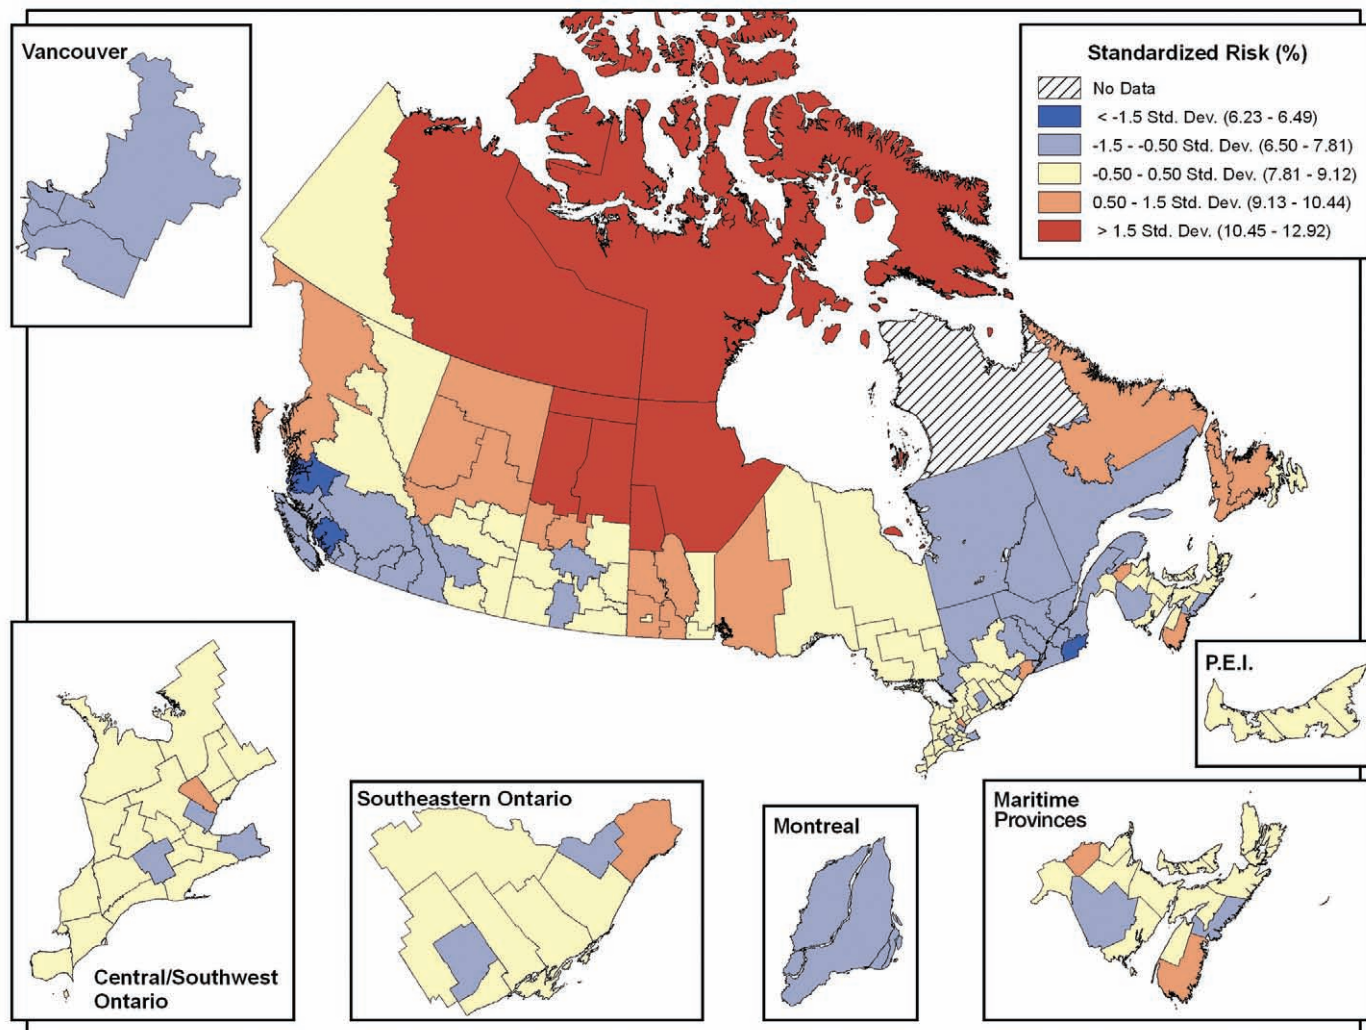 Vancouver
Standardized Risk (%)
No Data
< -1.5 Std. Dev. (6.23 - 6.49)
-1.5 - -0.50 Std. Dev. (6.50 - 7.81)
-0.50 - 0.50 Std. Dev. (7.81 - 9.12)
0.50 - 1.5 Std. Dev. (9.13 - 10.44)
> 1.5 Std. Dev. (10.45 - 12.92)
P.E.I.
Central/Southwest
Ontario
Southeastern Ontario
Montreal
Maritime
Provinces